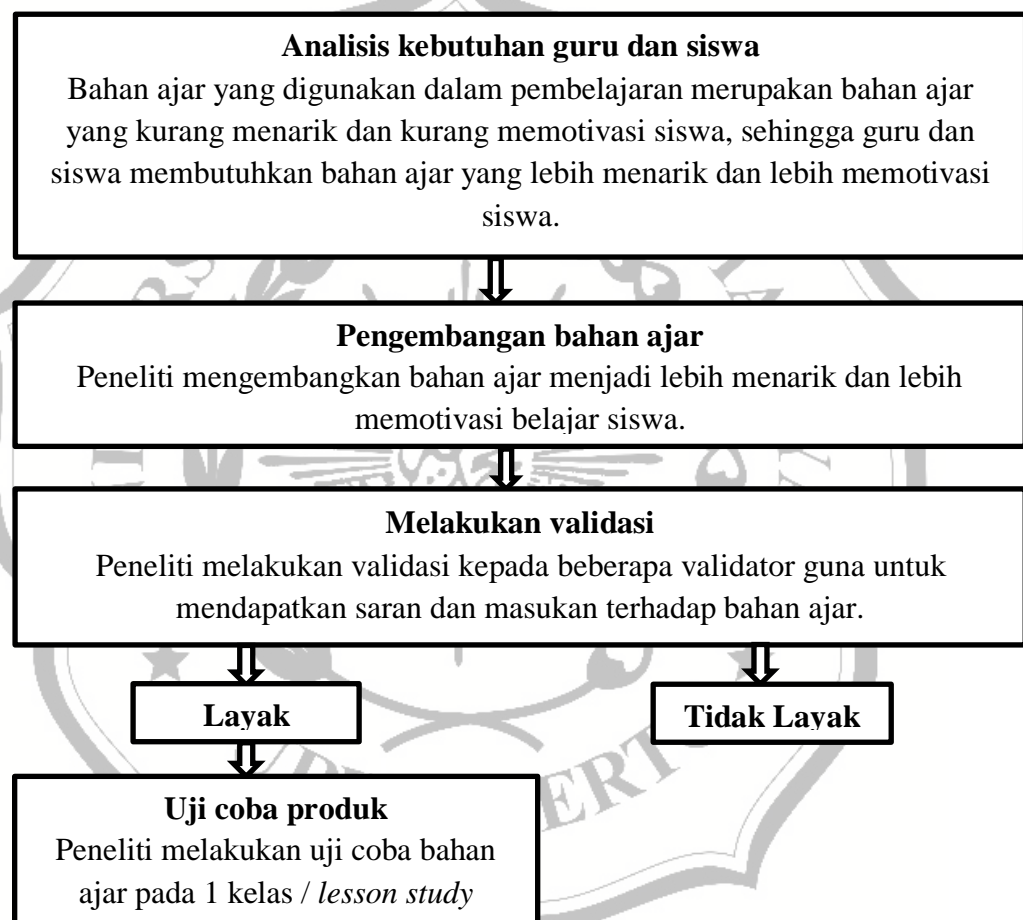 Analisis kebutuhan guru dan siswa
Bahan ajar yang digunakan dalam pembelajaran merupakan bahan ajar
yang kurang menarik dan kurang memotivasi siswa, sehingga guru dan
siswa membutuhkan bahan ajar yang lebih menarik dan lebih memotivasi
siswa.
Pengembangan bahan ajar
Peneliti mengembangkan bahan ajar menjadi lebih menarik dan lebih
memotivasi belajar siswa.
Melakukan validasi
Peneliti melakukan validasi kepada beberapa validator guna untuk
mendapatkan saran dan masukan terhadap bahan ajar.
Layak
Tidak Layak
Uji coba produk
Peneliti melakukan uji coba bahan
ajar pada 1 kelas / lesson study